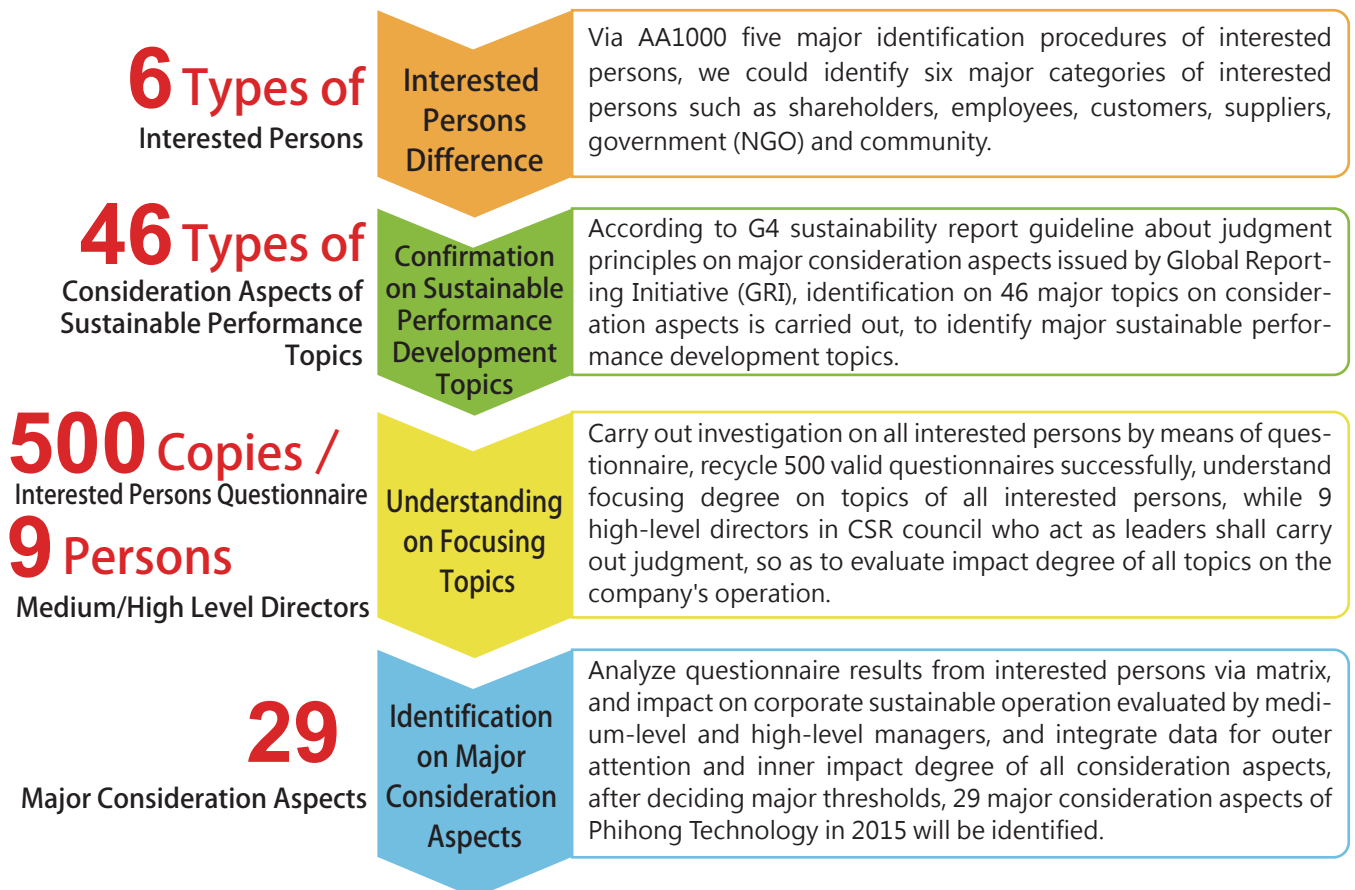 6 Types of
Interested Persons
Interested
Persons
Difference
Via AA1000 five major identification procedures of interested
persons, we could identify six major categories of interested
persons such as shareholders, employees, customers, suppliers,
government (NGO) and community.
46 Types of
Consideration Aspects of
Sustainable Performance
Topics
Confirmation
on Sustainable
Performance
Development
Topics
According to G4 sustainability report guideline about judgment
principles on major consideration aspects issued by Global Report-
ing Initiative (GRI), identification on 46 major topics on consider-
ation aspects is carried out, to identify major sustainable perfor-
mance development topics.
500 Copies /
Interested Persons Questionnaire
9 Persons
Medium/High Level Directors
Understanding
on Focusing
Topics
Carry out investigation on all interested persons by means of ques-
tionnaire, recycle 500 valid questionnaires successfully, understand
focusing degree on topics of all interested persons, while 9
high-level directors in CSR council who act as leaders shall carry
out judgment, so as to evaluate impact degree of all topics on the
company's operation.
29
Major Consideration Aspects
Identification
on Major
Consideration
Aspects
Analyze questionnaire results from interested persons via matrix,
and impact on corporate sustainable operation evaluated by medi-
um-level and high-level managers, and integrate data for outer
attention and inner impact degree of all consideration aspects,
after deciding major thresholds, 29 major consideration aspects of
Phihong Technology in 2015 will be identified.